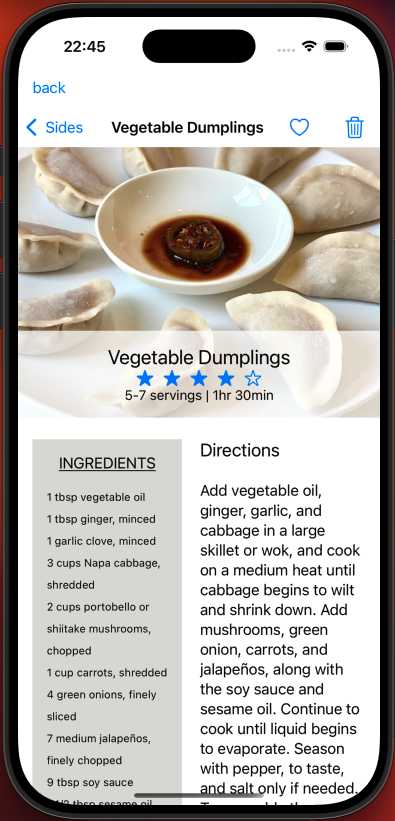 22:45
back
Sides
Vegetable Dumplings
Vegetable Dumplings
5-7 servings | 1hr 30min
INGREDIENTS
1 tbsp vegetable oil
1 tbsp ginger, minced
1 garlic clove, minced
3 cups Napa cabbage,
shredded
2 cups portobello or
shiitake mushrooms,
chopped
1 cup carrots, shredded
4 green onions, finely
sliced
7 medium jalapeños,
finely chopped
9 tbsp soy sauce
1/2 tbsp sesame oil
Directions
Add vegetable oil,
ginger, garlic, and
cabbage in a large
skillet or wok, and cook
on a medium heat until
cabbage begins to wilt
and shrink down. Add
mushrooms, green
onion, carrots, and
jalapeños, along with
the soy sauce and
sesame oil. Continue to
cook until liquid begins
to evaporate. Season
with pepper, to taste,
and salt only if needed.